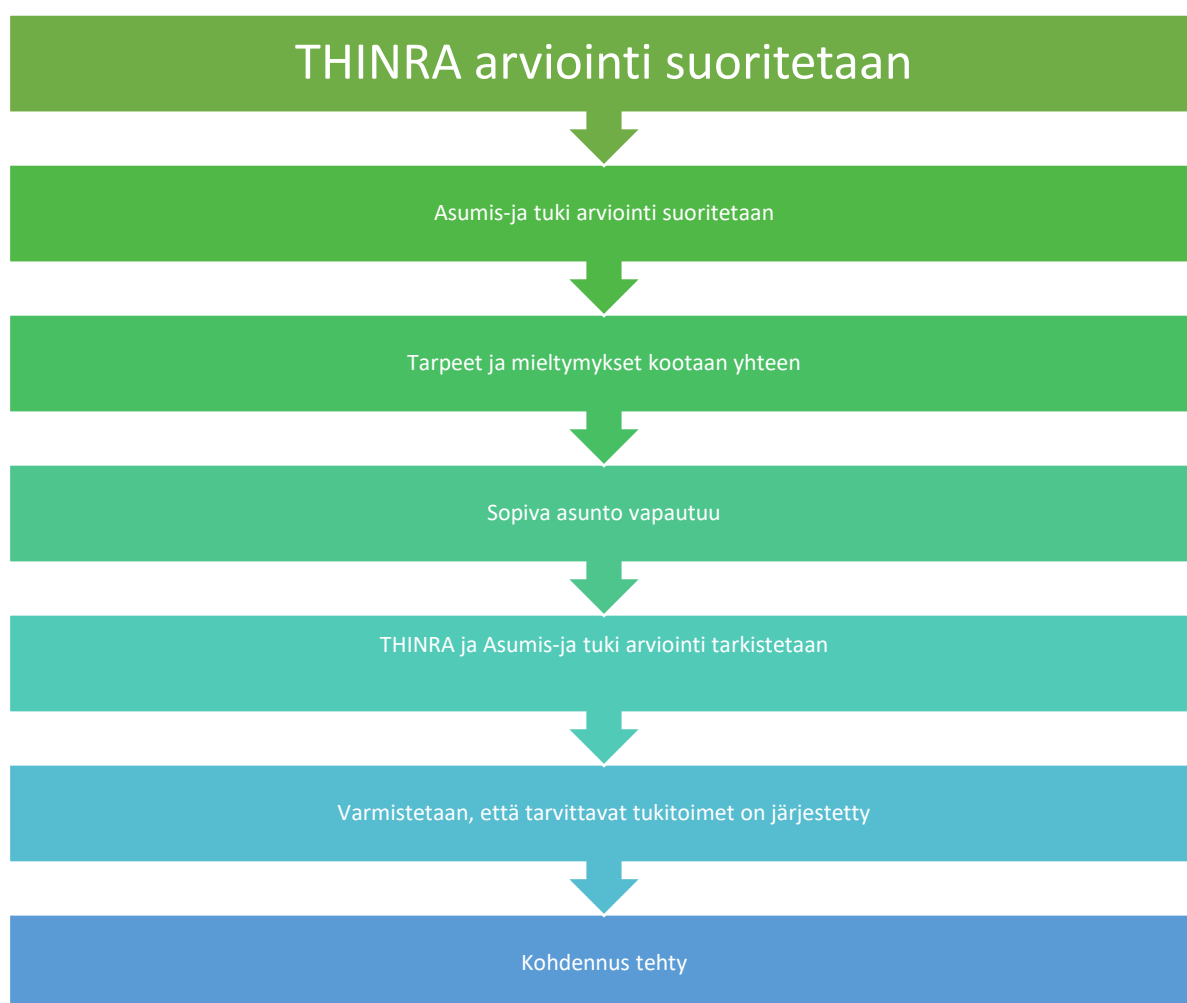 THINRA arviointi suoritetaan
Asumis-ja tuki arviointi suoritetaan
Tarpeet ja mieltymykset kootaan yhteen
Sopiva asunto vapautuu
THINRA ja Asumis-ja tuki arviointi tarkistetaan
Varmistetaan, että tarvittavat tukitoimet on järjestetty
Kohdennus tehty